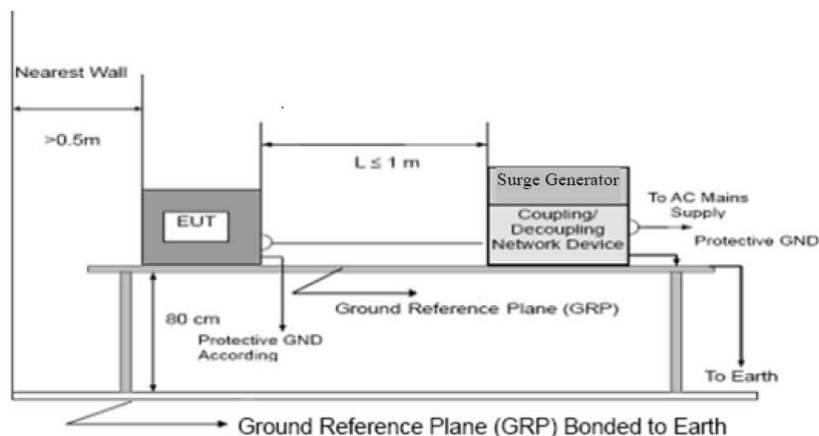 Nearest Wall
>0.5m
L ≤ 1 m
EUT
Surge Generator
Coupling/
Decoupling
Network Device
To AC Mains
Supply
Protective GND
Ground Reference Plane (GRP)
80 cm
Protective GND
According
To Earth
Ground Reference Plane (GRP) Bonded to Earth